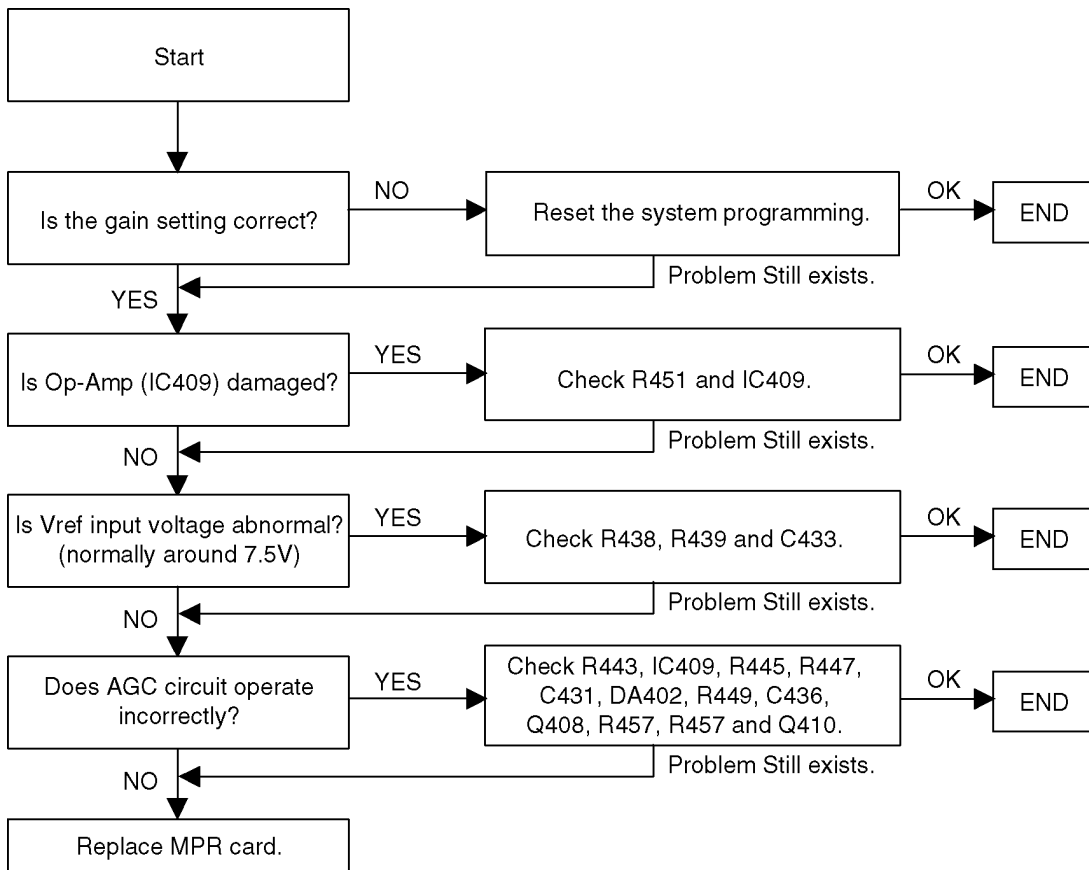 Start
Is the gain setting correct?
NO
Reset the system programming.
OK
END
Problem Still exists.
YES
Is Op-Amp (IC409) damaged?
YES
Check R451 and IC409.
OK
END
Problem Still exists.
NO
Is Vref input voltage abnormal?
(normally around 7.5V)
YES
Check R438, R439 and C433.
OK
END
Problem Still exists.
NO
Does AGC circuit operate
incorrectly?
YES
Check R443, IC409, R445, R447,
C431, DA402, R449, C436,
Q408, R457, R457 and Q410.
OK
END
Problem Still exists.
NO
Replace MPR card.